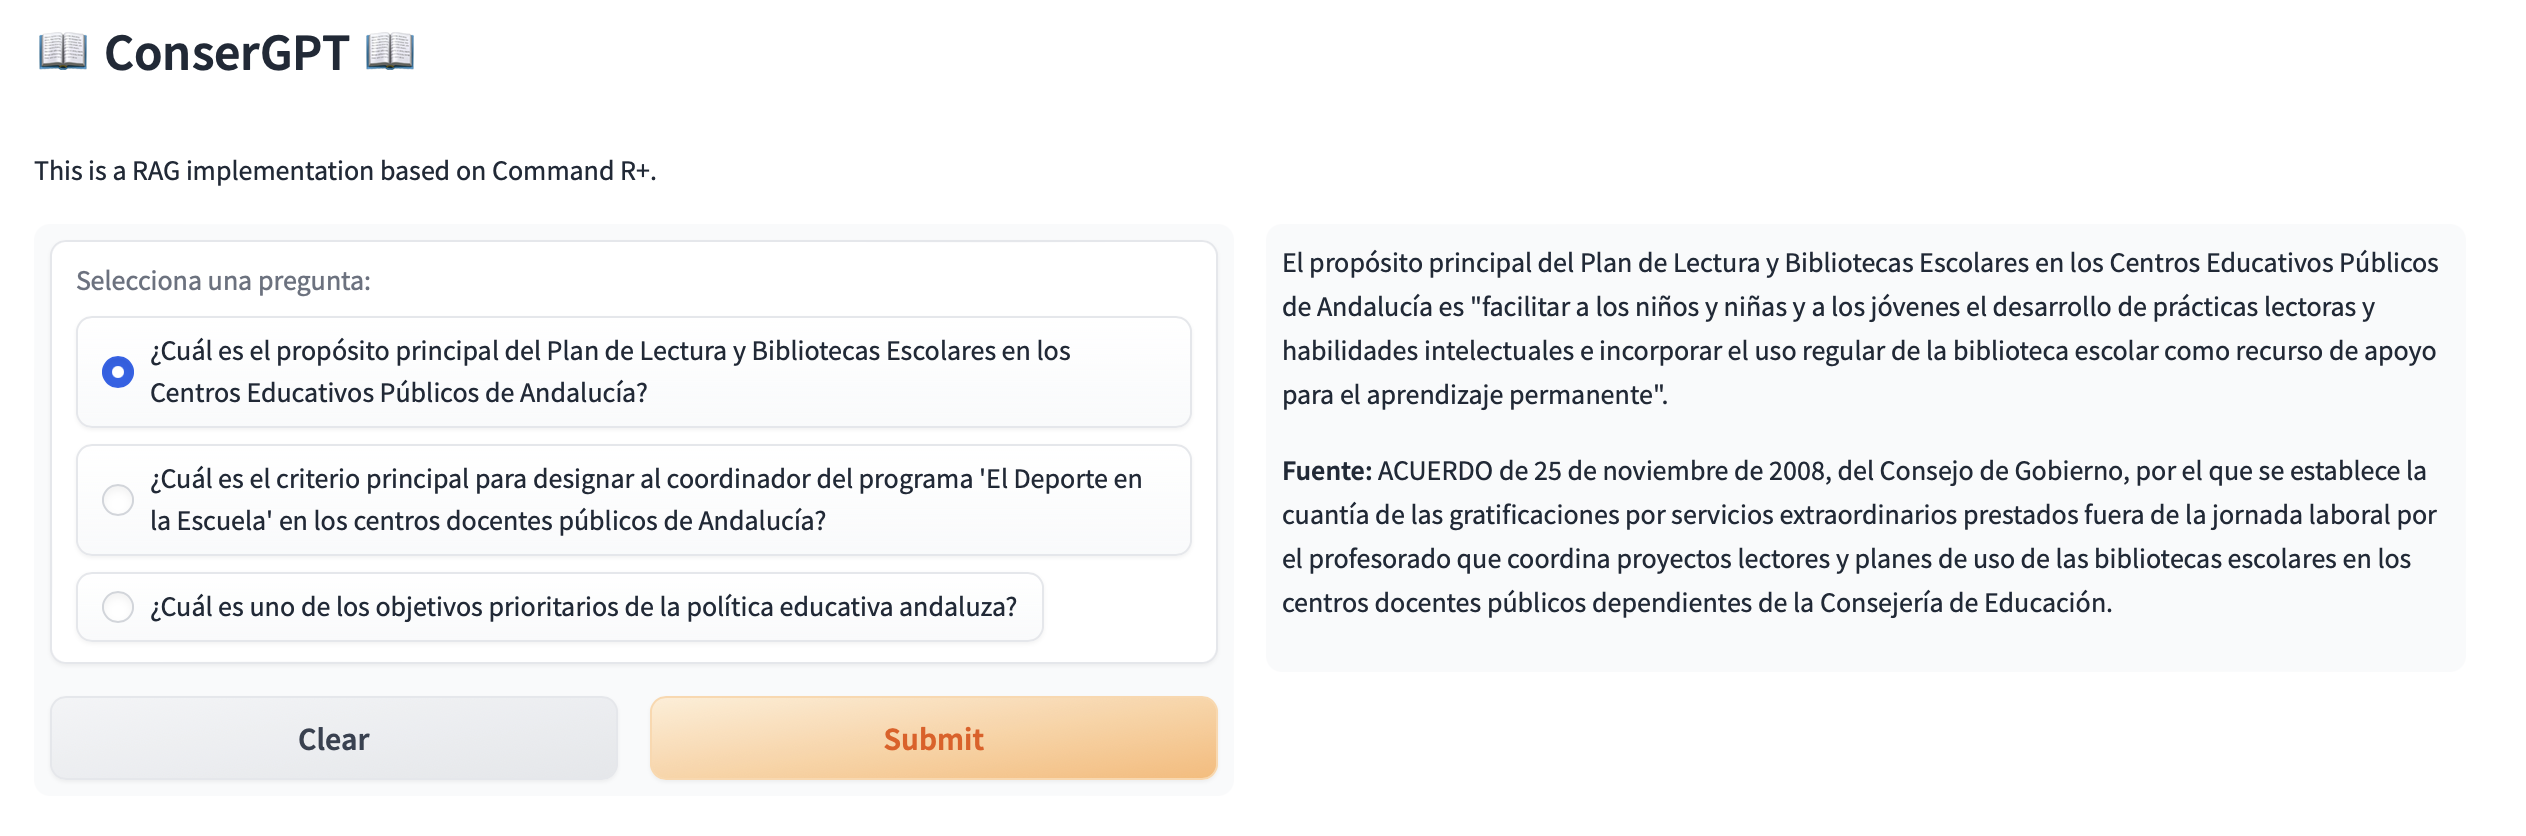 📖 ConserGPT 📖
This is a RAG implementation based on Command R+.
Selecciona una pregunta:
¿Cuál es el propósito principal del Plan de Lectura y Bibliotecas Escolares en los
Centros Educativos Públicos de Andalucía?
¿Cuál es el criterio principal para designar al coordinador del programa 'El Deporte en
la Escuela' en los centros docentes públicos de Andalucía?
¿Cuál es uno de los objetivos prioritarios de la política educativa andaluza?
Clear
Submit
El propósito principal del Plan de Lectura y Bibliotecas Escolares en los Centros Educativos Públicos
de Andalucía es "facilitar a los niños y niñas y a los jóvenes el desarrollo de prácticas lectoras y
habilidades intelectuales e incorporar el uso regular de la biblioteca escolar como recurso de apoyo
para el aprendizaje permanente".
Fuente: ACUERDO de 25 de noviembre de 2008, del Consejo de Gobierno, por el que se establece la
cuantía de las gratificaciones por servicios extraordinarios prestados fuera de la jornada laboral por
el profesorado que coordina proyectos lectores y planes de uso de las bibliotecas escolares en los
centros docentes públicos dependientes de la Consejería de Educación.